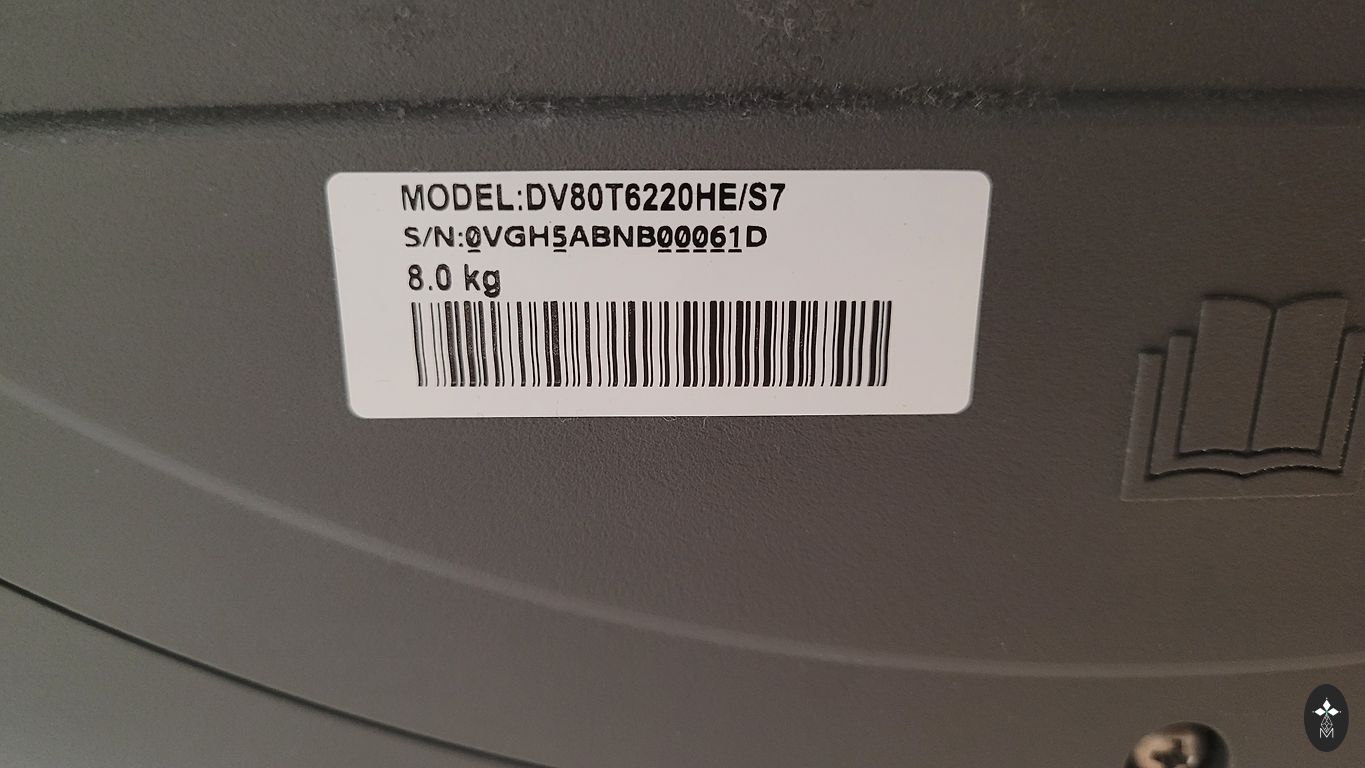 MODEL:DV80T6220HE/S7
S/N:0VGH5ABNB00061D
8.0 kg
M